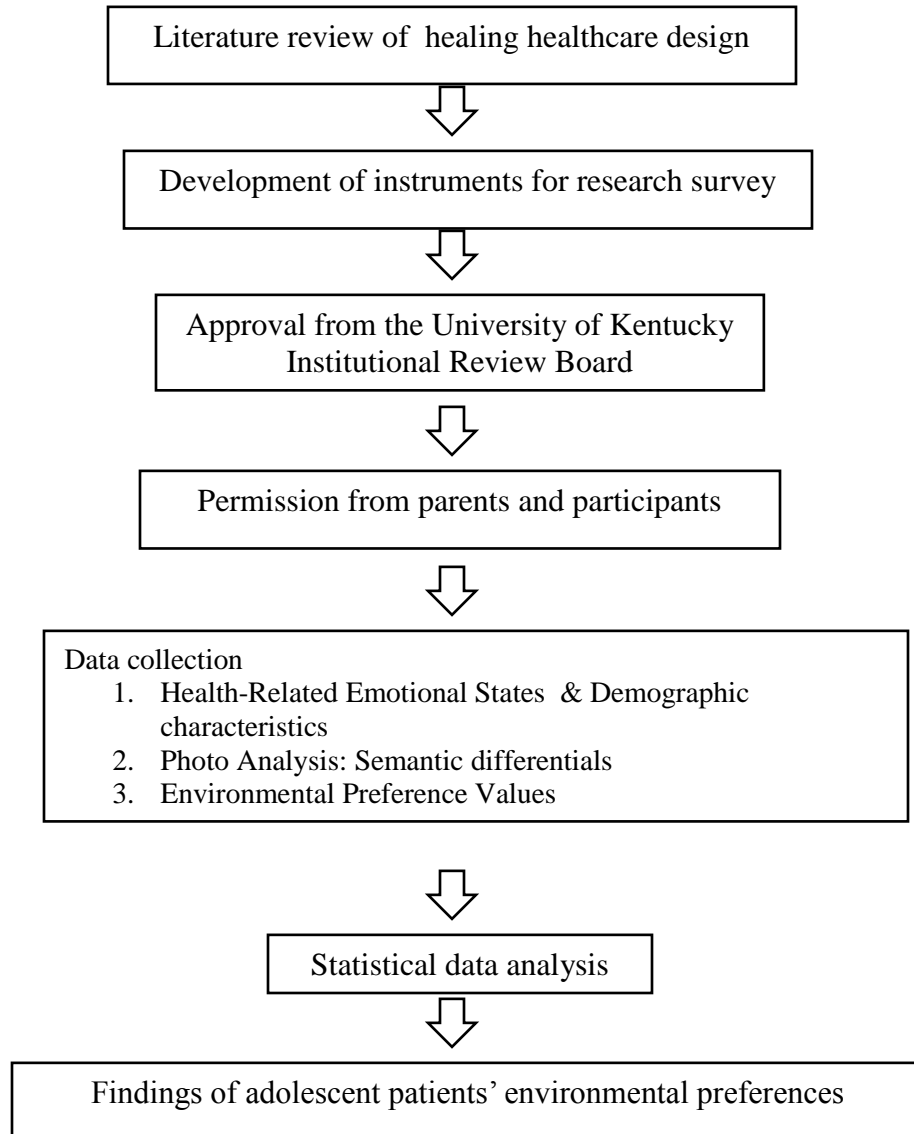 Literature review of  healing healthcare design
Development of instruments for research survey
Approval from the University of Kentucky
Institutional Review Board
Permission from parents and participants
Data collection
1. Health-Related Emotional States  & Demographic
characteristics
2. Photo Analysis: Semantic differentials
3. Environmental Preference Values
Statistical data analysis
Findings of adolescent patients’ environmental preferences